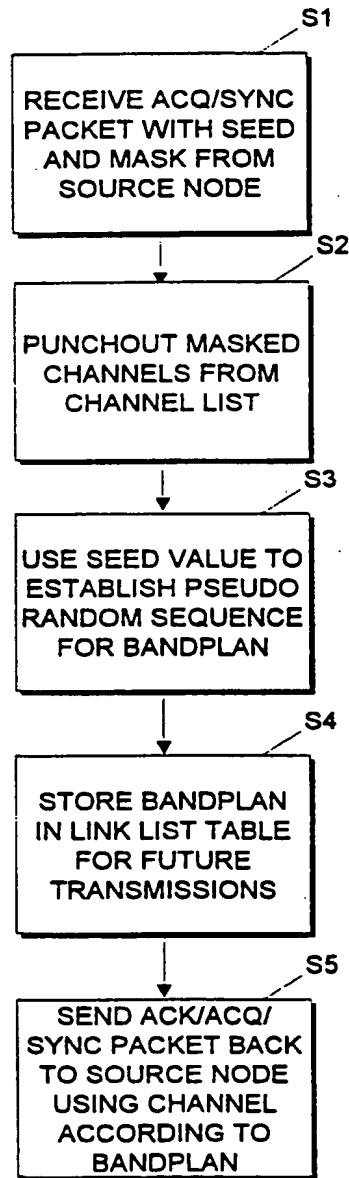 S1
RECEIVE ACQ/SYNC
PACKET WITH SEED
AND MASK FROM
SOURCE NODE
S2
PUNCHOUT MASKED
CHANNELS FROM
CHANNEL LIST
S3
USE SEED VALUE TO
ESTABLISH PSEUDO
RANDOM SEQUENCE
FOR BANDPLAN
S4
STORE BANDPLAN
IN LINK LIST TABLE
FOR FUTURE
TRANSMISSIONS
S5
SEND ACK/ACQ/
SYNC PACKET BACK
TO SOURCE NODE
USING CHANNEL
ACCORDING TO
BANDPLAN